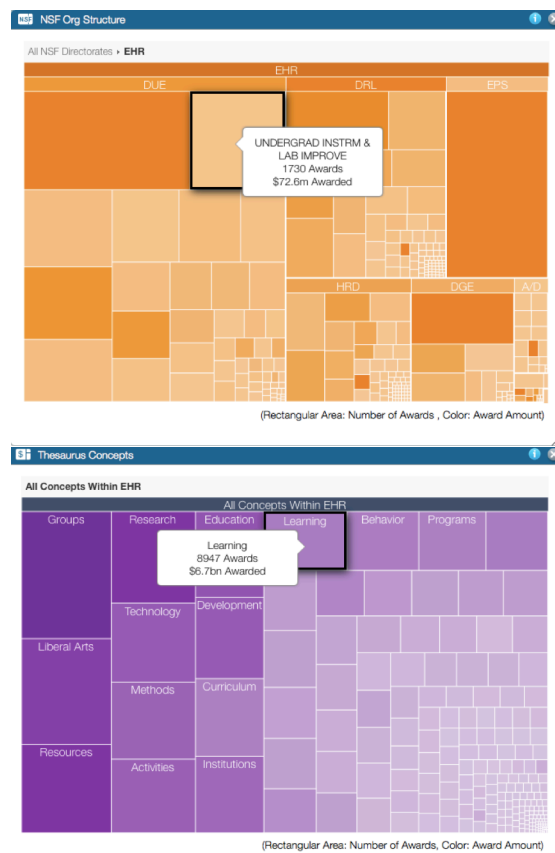 NSF NSF Org Structure i
All NSF Directorates ▸ EHR
EHR
DUE DRL EPS
UNDERGRAD INSTRM &
LAB IMPROVE
1730 Awards
$72.6m Awarded
HRD DGE A/D
(Rectangular Area: Number of Awards , Color: Award Amount)
Thesaurus Concepts i
All Concepts Within EHR
All Concepts Within EHR
Groups Research Education Learning Behavior Programs
Learning
8947 Awards
$6.7bn Awarded
Technology Development
Liberal Arts
Methods Curriculum
Resources
Activities Institutions
(Rectangular Area: Number of Awards, Color: Award Amount)